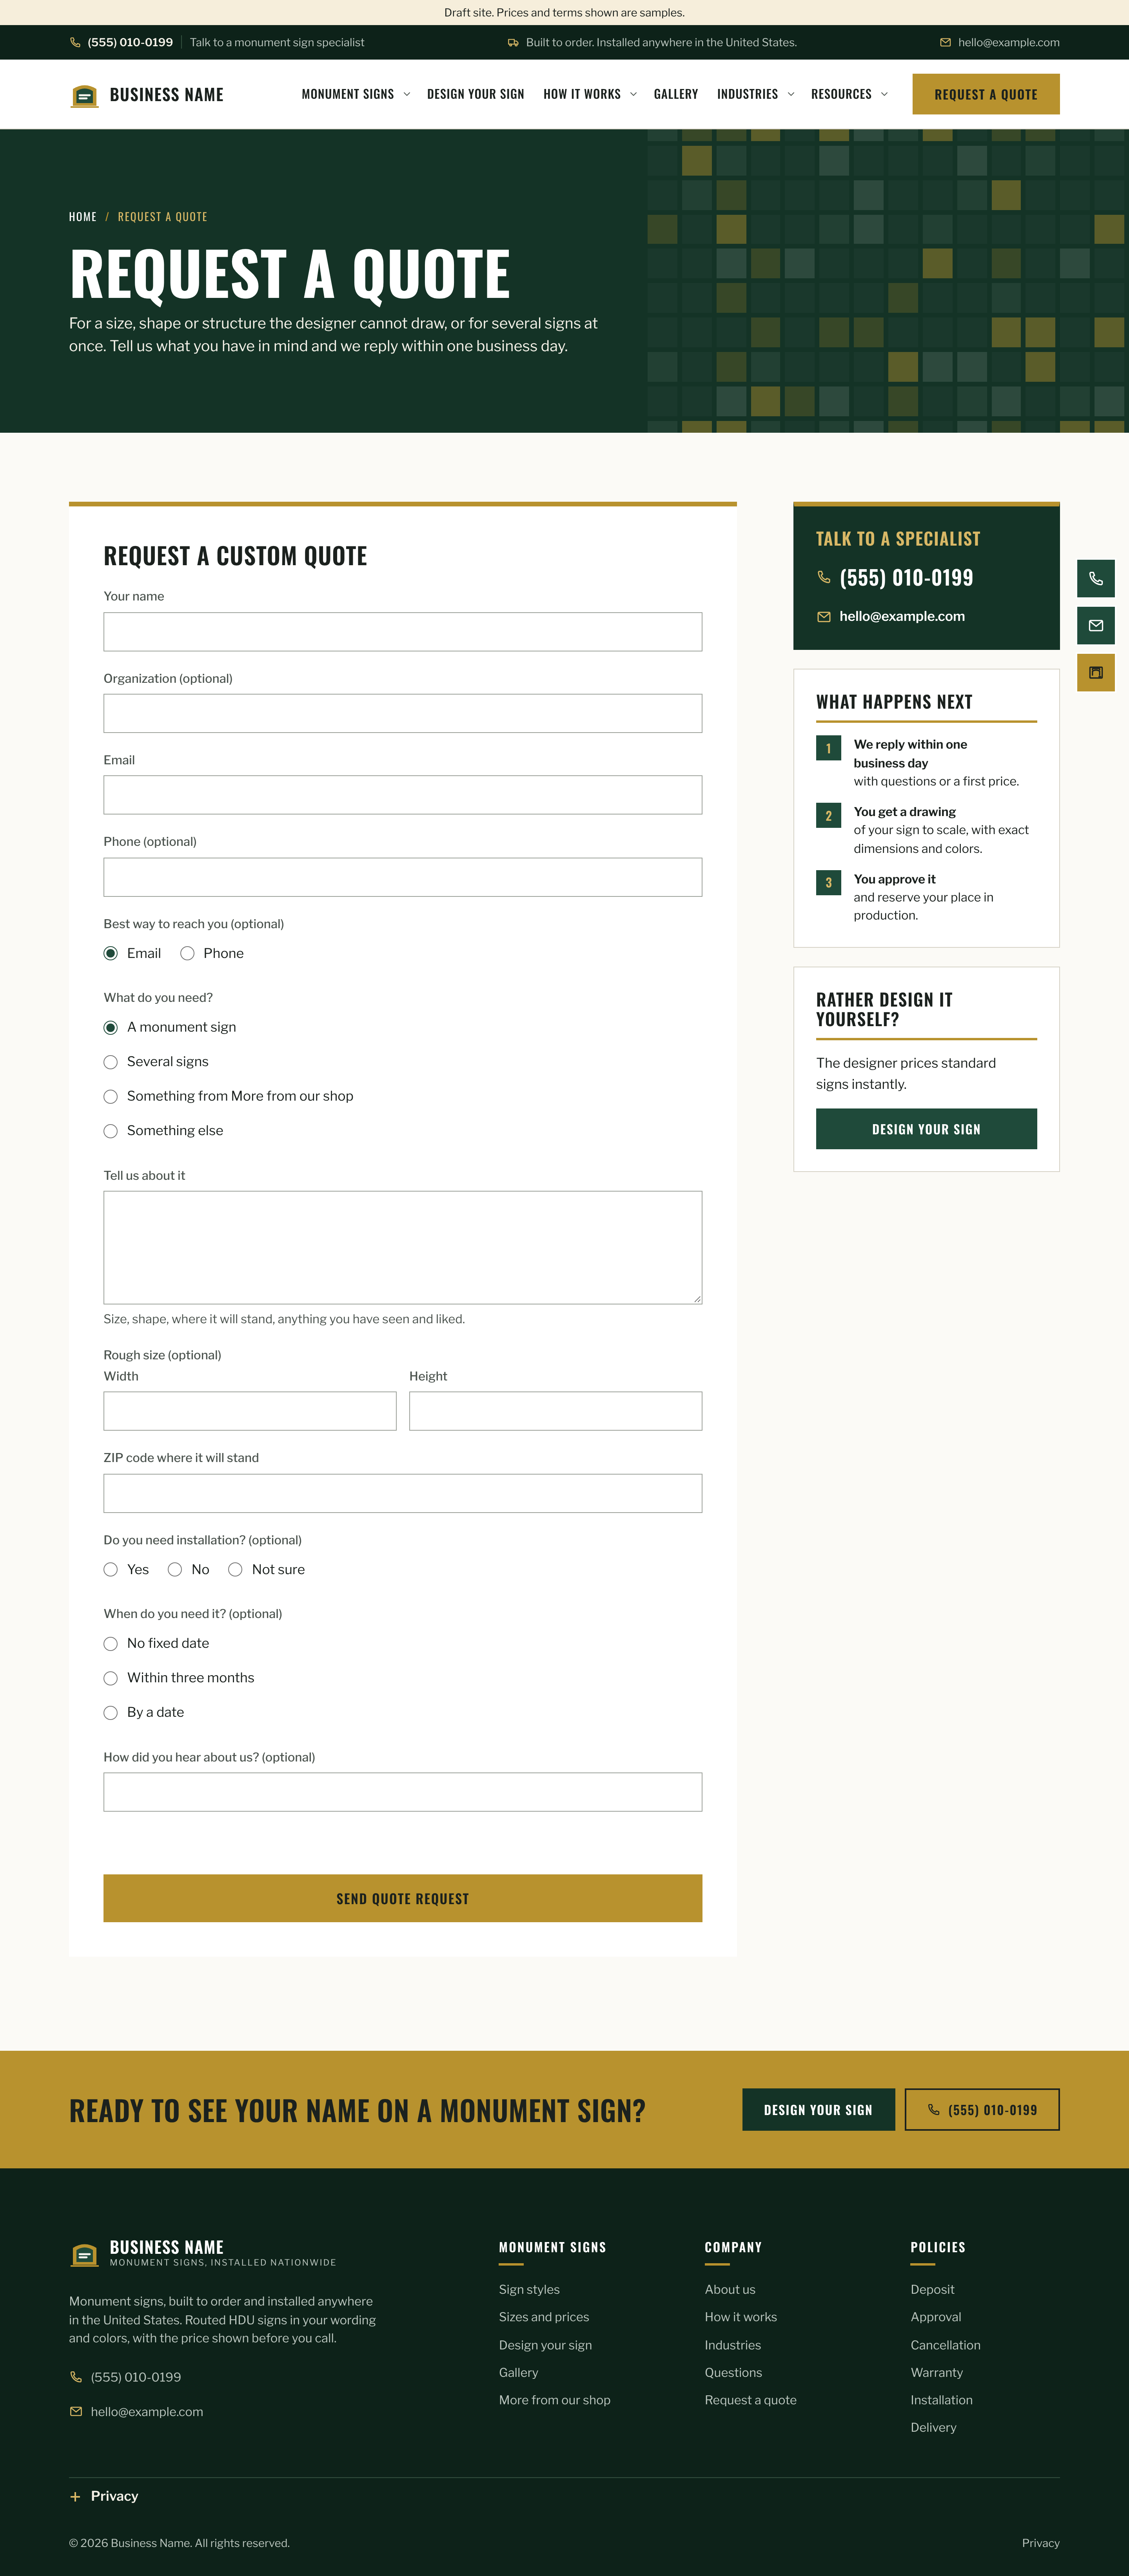 Draft site. Prices and terms shown are samples.
(555) 010-0199 Talk to a monument sign specialist
Built to order. Installed anywhere in the United States.
hello@example.com
BUSINESS NAME
MONUMENT SIGNS
DESIGN YOUR SIGN
HOW IT WORKS
GALLERY
INDUSTRIES
RESOURCES
REQUEST A QUOTE
HOME / REQUEST A QUOTE
REQUEST A QUOTE
For a size, shape or structure the designer cannot draw, or for several signs at
once. Tell us what you have in mind and we reply within one business day.
REQUEST A CUSTOM QUOTE
Your name
Organization (optional)
Email
Phone (optional)
Best way to reach you (optional)
Email
Phone
What do you need?
A monument sign
Several signs
Something from More from our shop
Something else
Tell us about it
Size, shape, where it will stand, anything you have seen and liked.
Rough size (optional)
Width
Height
ZIP code where it will stand
Do you need installation? (optional)
Yes
No
Not sure
When do you need it? (optional)
No fixed date
Within three months
By a date
How did you hear about us? (optional)
SEND QUOTE REQUEST
TALK TO A SPECIALIST
(555) 010-0199
hello@example.com
WHAT HAPPENS NEXT
1
We reply within one
business day
with questions or a first price.
2
You get a drawing
of your sign to scale, with exact
dimensions and colors.
3
You approve it
and reserve your place in
production.
RATHER DESIGN IT
YOURSELF?
The designer prices standard
signs instantly.
DESIGN YOUR SIGN
READY TO SEE YOUR NAME ON A MONUMENT SIGN?
DESIGN YOUR SIGN
(555) 010-0199
BUSINESS NAME
MONUMENT SIGNS, INSTALLED NATIONWIDE
Monument signs, built to order and installed anywhere
in the United States. Routed HDU signs in your wording
and colors, with the price shown before you call.
(555) 010-0199
hello@example.com
MONUMENT SIGNS
Sign styles
Sizes and prices
Design your sign
Gallery
More from our shop
COMPANY
About us
How it works
Industries
Questions
Request a quote
POLICIES
Deposit
Approval
Cancellation
Warranty
Installation
Delivery
+ Privacy
© 2026 Business Name. All rights reserved.
Privacy